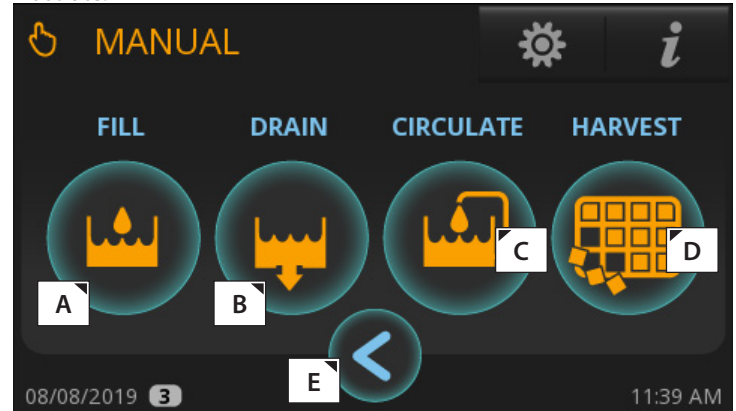 MANUAL i
FILL DRAIN CIRCULATE HARVEST
A B C D
E
08/08/2019 3 11:39 AM